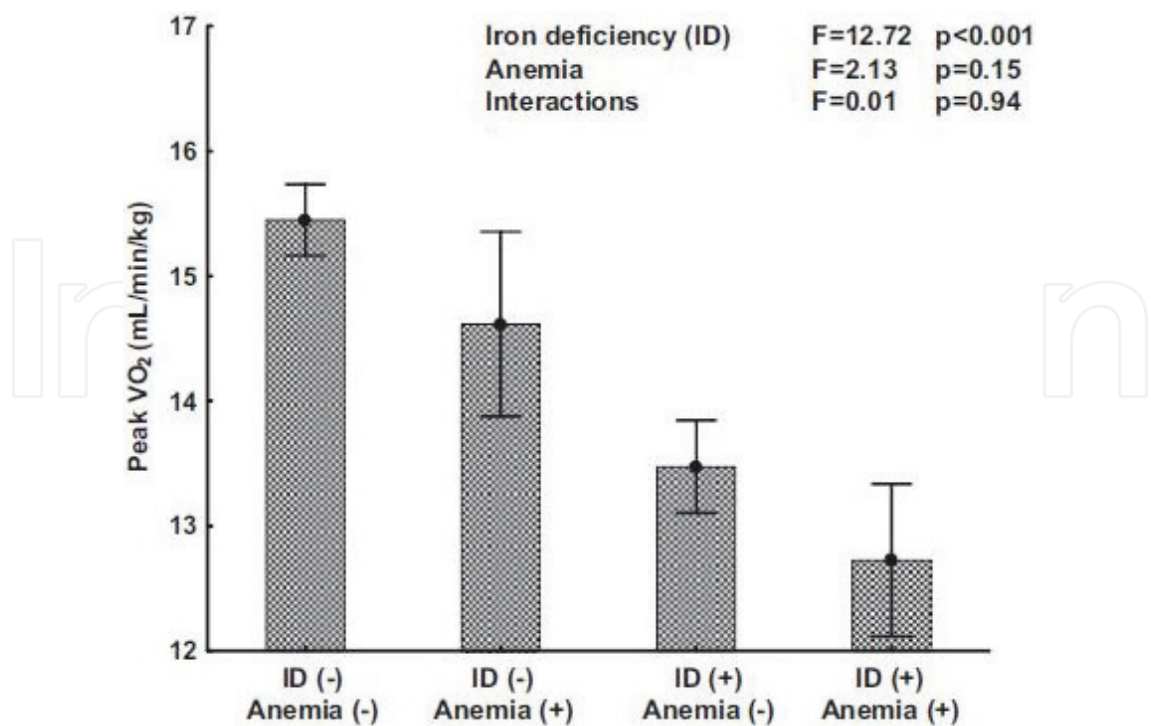 17
Iron deficiency (ID) F=12.72 p<0.001
Anemia F=2.13 p=0.15
Interactions F=0.01 p=0.94
16
15
14
13
12
Peak VO₂ (mL/min/kg)
ID (-) ID (-) ID (+) ID (+)
Anemia (-) Anemia (+) Anemia (-) Anemia (+)
In n